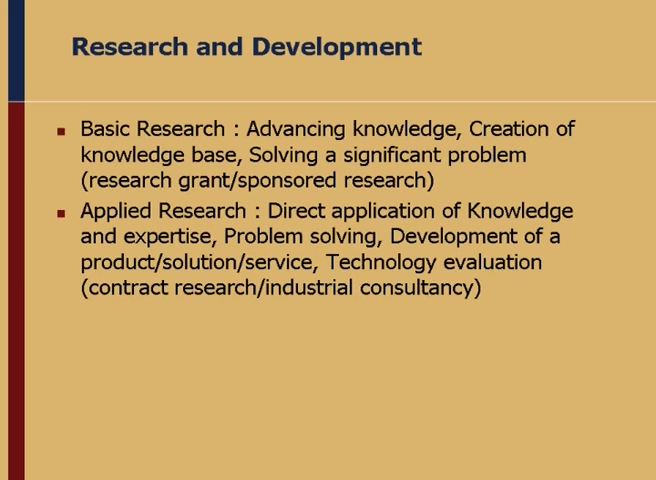 Research and Development
Basic Research : Advancing knowledge, Creation of
knowledge base, Solving a significant problem
(research grant/sponsored research)
Applied Research : Direct application of Knowledge
and expertise, Problem solving, Development of a
product/solution/service, Technology evaluation
(contract research/industrial consultancy)